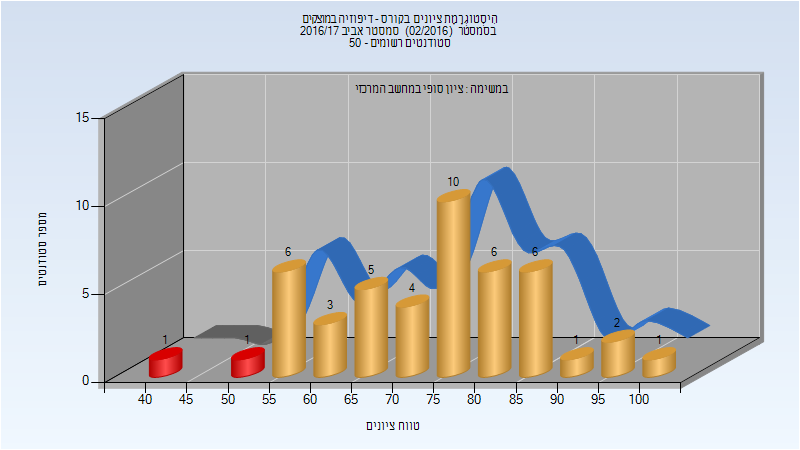 היסטוגרמת ציונים בקורס - דיפוזיה במוצקים
בסמסטר (02/2016) סמסטר אביב 2016/17
סטודנטים רשומים - 50
במשימה : ציון סופי במחשב המרכזי
מספר סטודנטים
15
10
5
0
1
1
6
3
5
4
10
6
6
1
2
1
40 45 50 55 60 65 70 75 80 85 90 95 100
טווח ציונים